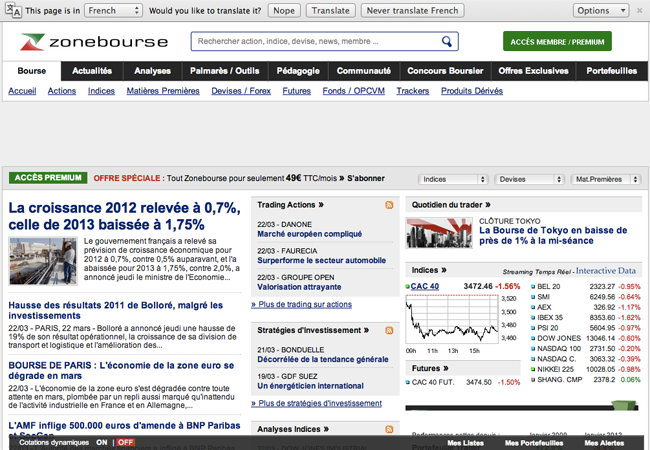 This page is in French Would you like to translate it? Nope Translate Never translate French Options
zonebourse
Rechercher action, indice, devise, news, membre ...
ACCÈS MEMBRE / PREMIUM
Bourse Actualités Analyses Palmarès / Outils Pédagogie Communauté Concours Boursier Offres Exclusives Portefeuilles
Accueil Actions Indices Matières Premières Devises / Forex Futures Fonds / OPCVM Trackers Produits Dérivés
ACCÈS PREMIUM OFFRE SPÉCIALE : Tout Zonebourse pour seulement 49€ TTC/mois » S'abonner
Indices Devises Mat.Premières
La croissance 2012 relevée à 0,7%,
celle de 2013 baissée à 1,75%
Le gouvernement français a relevé sa
prévision de croissance économique pour
2012 à 0,7%, contre 0,5% auparavant, et l'a
abaissée pour 2013 à 1,75%, contre 2,0%, a
annoncé jeudi le ministre de l'Economie...
Hausse des résultats 2011 de Bolloré, malgré les
investissements
22/03 - PARIS, 22 mars - Bolloré a annoncé jeudi une hausse de
19% de son résultat opérationnel, la croissance de sa division de
transport et logistique et l'amélioration des...
BOURSE DE PARIS : L'économie de la zone euro se
dégrade en mars
22/03 - L'économie de la zone euro s'est dégradée contre toute
attente en mars, plombée par un repli aussi marqué qu'inattendu
de l'activité industrielle en France et en Allemagne,...
L'AMF inflige 500.000 euros d'amende à BNP Paribas
Trading Actions »
22/03 - DANONE
Marché européen compliqué
22/03 - FAURECIA
Surperforme le secteur automobile
22/03 - GROUPE OPEN
Valorisation attrayante
» Plus de trading sur actions
Stratégies d'Investissement »
21/03 - BONDUELLE
Décorrélée de la tendance générale
19/03 - GDF SUEZ
Un énergéticien international
» Plus de stratégies d'investissement
Analyses Indices »
Quotidien du trader »
CLÔTURE TOKYO
La Bourse de Tokyo en baisse de
près de 1% à la mi-séance
Indices » Streaming Temps Réel - Interactive Data
CAC 40 3472.46 -1.56%
3,520
3,500
3,480
3,460
09h 11h 13h 15h
Futures »
CAC 40 FUT. 3474.50 -1.50%
BEL 20 2323.27 -0.95%
SMI 6249.56 -0.64%
AEX 326.92 -1.17%
IBEX 35 8353.60 -1.62%
PSI 20 5604.95 -0.97%
DOW JONES 13046.14 -0.60%
NASDAQ 100 2731.50 -0.20%
NASDAQ C. 3063.32 -0.39%
NIKKEI 225 10028.05 -0.98%
SHANG. CMP 2378.2 0.06%
Cotations dynamiques ON | OFF Mes Listes Mes Portefeuilles Mes Alertes